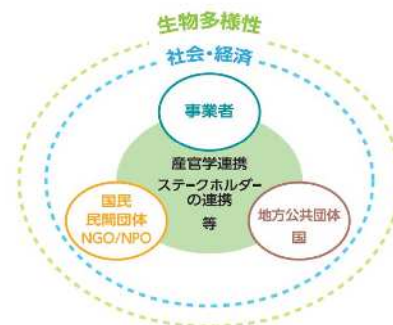 生物多様性
社会・経済
事業者
産官学連携
ステークホルダー
の連携
等
国民
民間団体
NGO/NPO
地方公共団体
国